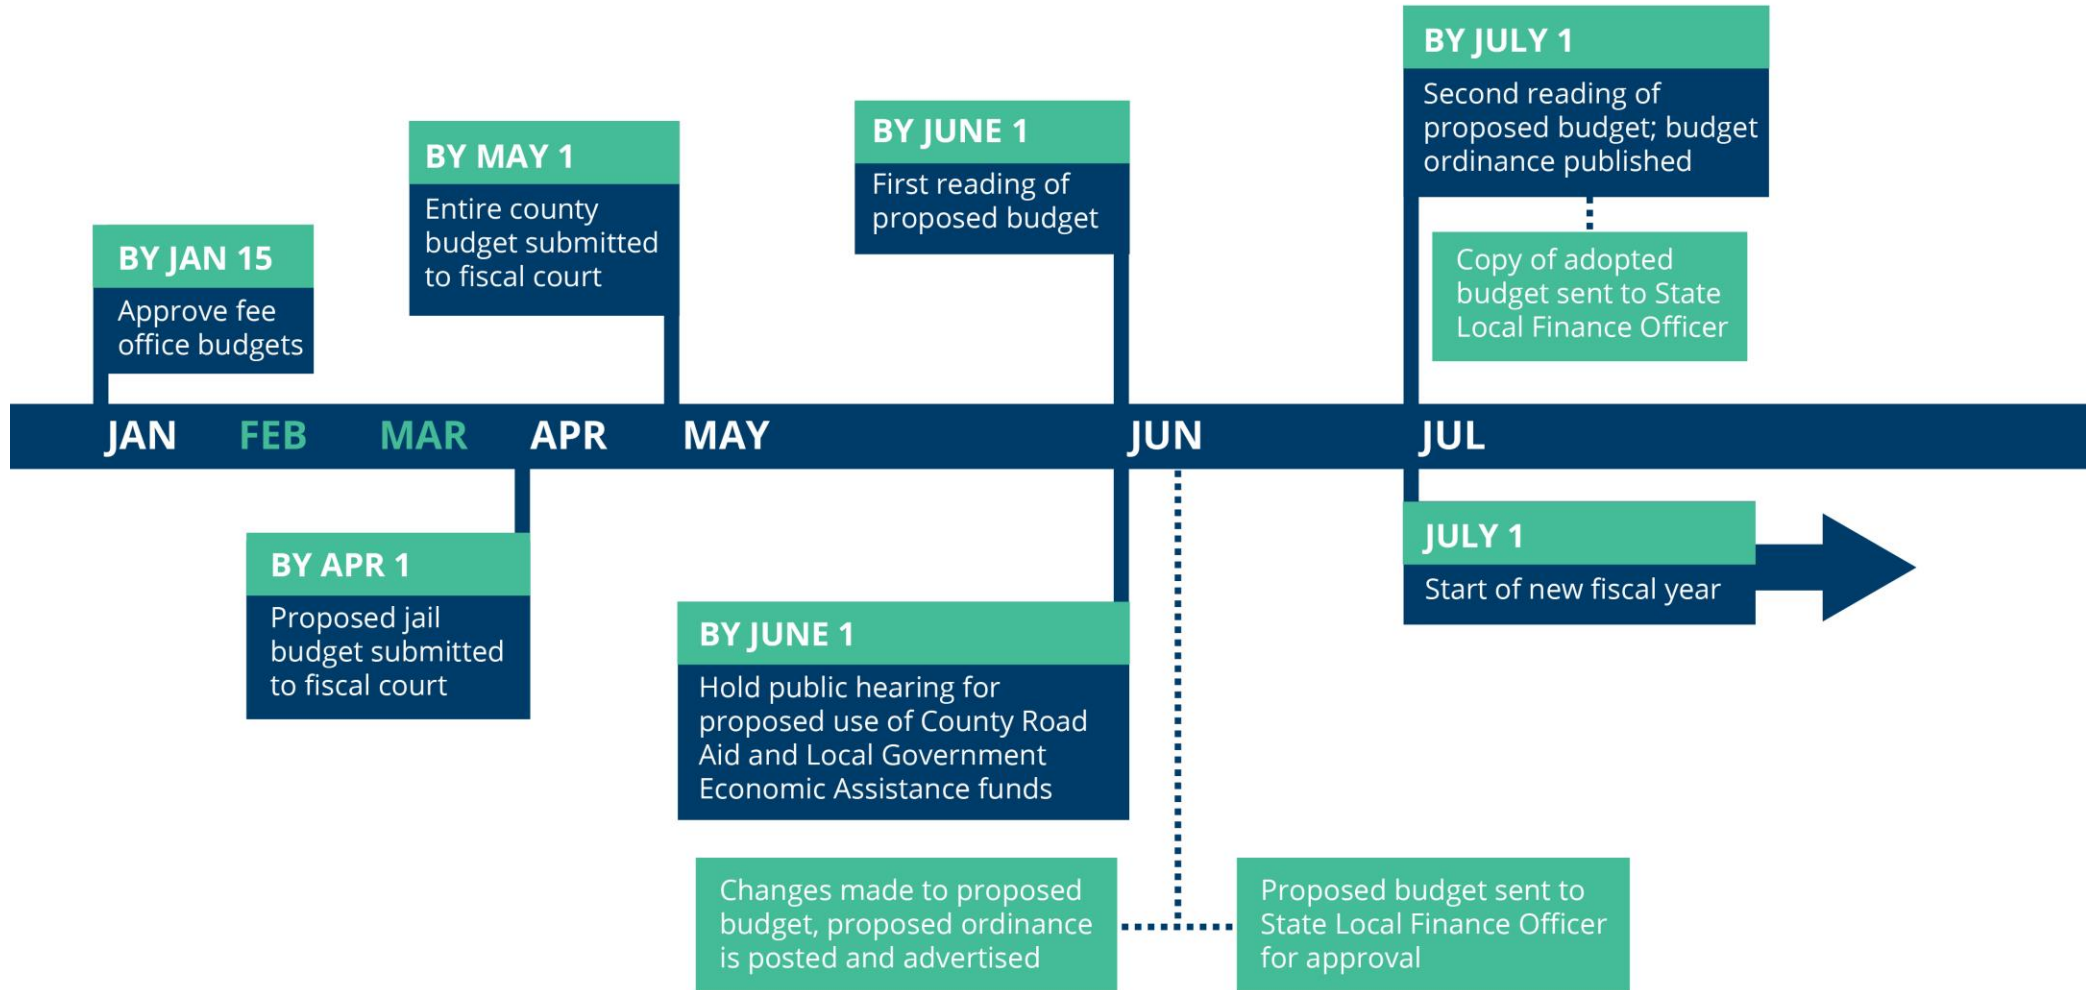 BY JAN 15
Approve fee
office budgets
BY MAY 1
Entire county
budget submitted
to fiscal court
BY JUNE 1
First reading of
proposed budget
BY JULY 1
Second reading of
proposed budget; budget
ordinance published
Copy of adopted
budget sent to State
Local Finance Officer
JAN FEB MAR APR MAY JUN JUL
BY APR 1
Proposed jail
budget submitted
to fiscal court
BY JUNE 1
Hold public hearing for
proposed use of County Road
Aid and Local Government
Economic Assistance funds
JULY 1
Start of new fiscal year
Changes made to proposed
budget, proposed ordinance
is posted and advertised
Proposed budget sent to
State Local Finance Officer
for approval